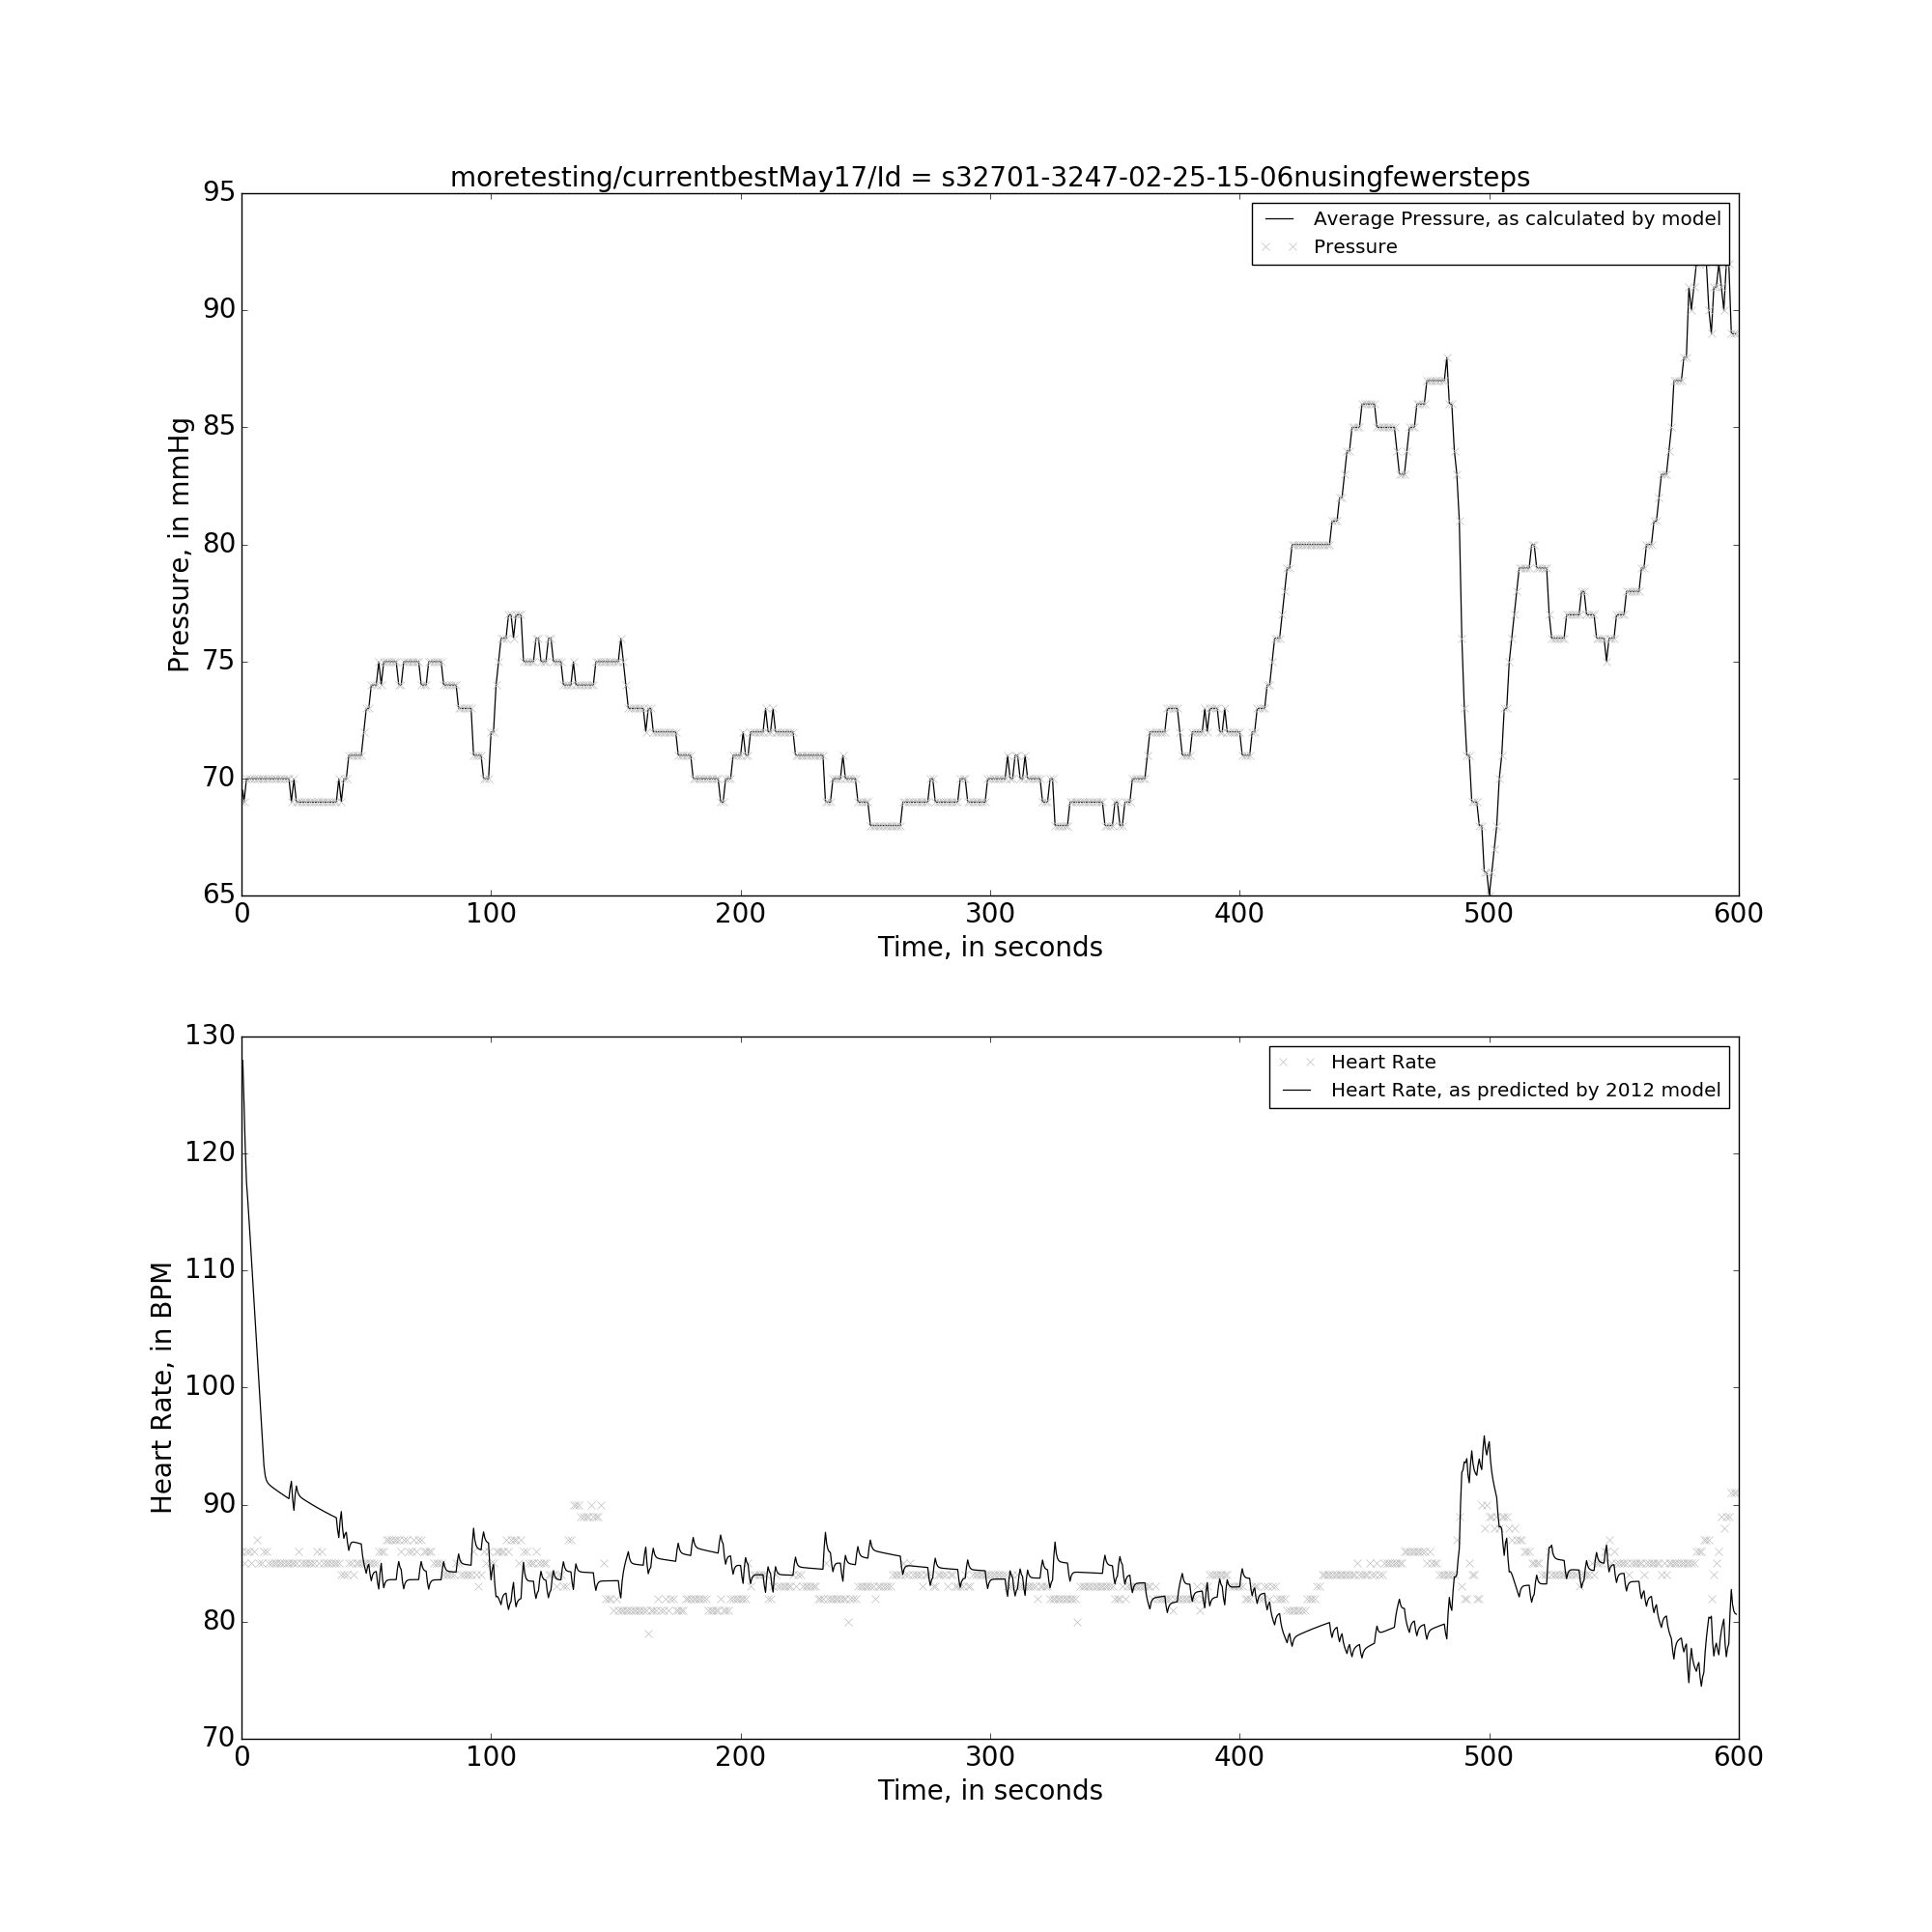 moretesting/currentbestMay17/Id = s32701-3247-02-25-15-06nusingfewersteps
95
90
85
80
75
70
65
Pressure, in mmHg
Average Pressure, as calculated by model
Pressure
0 100 200 300 400 500 600
Time, in seconds
130
120
110
100
90
80
70
Heart Rate, in BPM
Heart Rate
Heart Rate, as predicted by 2012 model
0 100 200 300 400 500 600
Time, in seconds